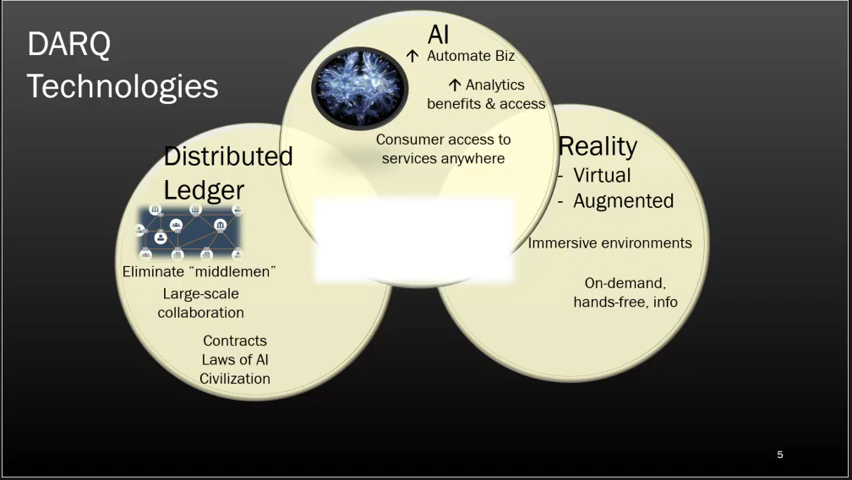 DARQ
Technologies
AI
↑ Automate Biz
↑ Analytics
benefits & access
Consumer access to
services anywhere
Distributed
Ledger
Eliminate “middlemen”
Large-scale
collaboration
Contracts
Laws of AI
Civilization
Reality
- Virtual
- Augmented
Immersive environments
On-demand,
hands-free, info
5